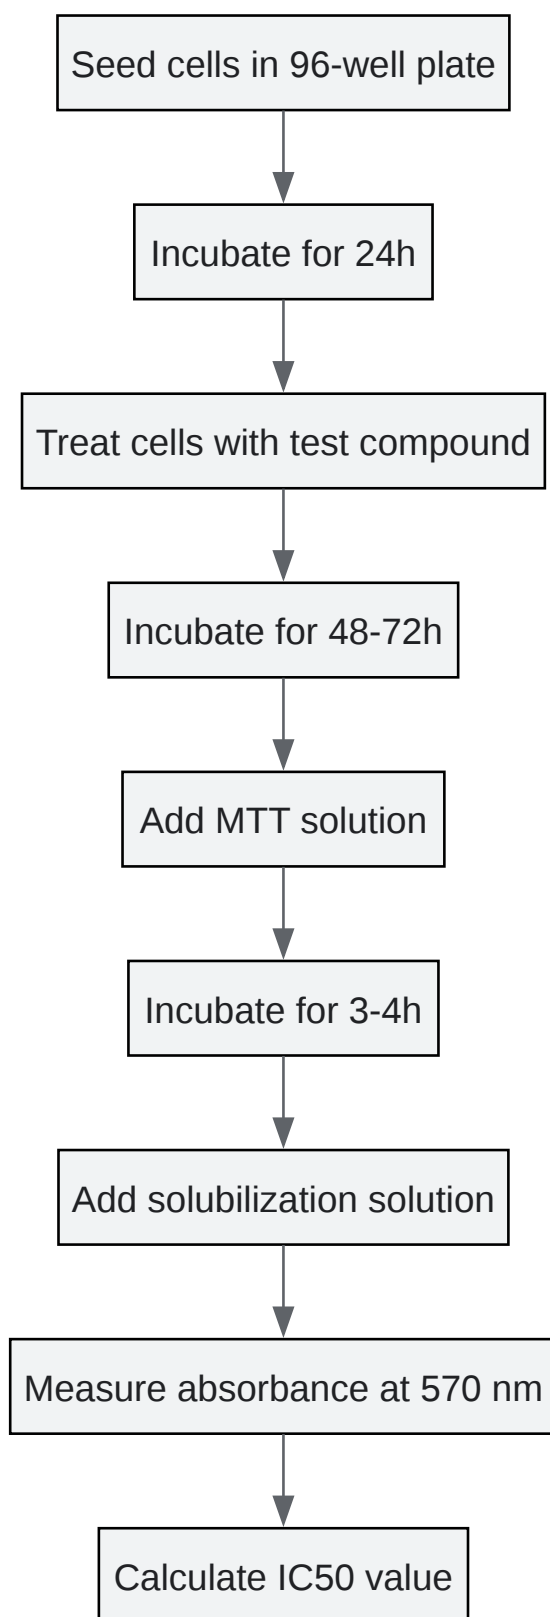 Seed cells in 96-well plate
Incubate for 24h
Treat cells with test compound
Incubate for 48-72h
Add MTT solution
Incubate for 3-4h
Add solubilization solution
Measure absorbance at 570 nm
Calculate IC50 value